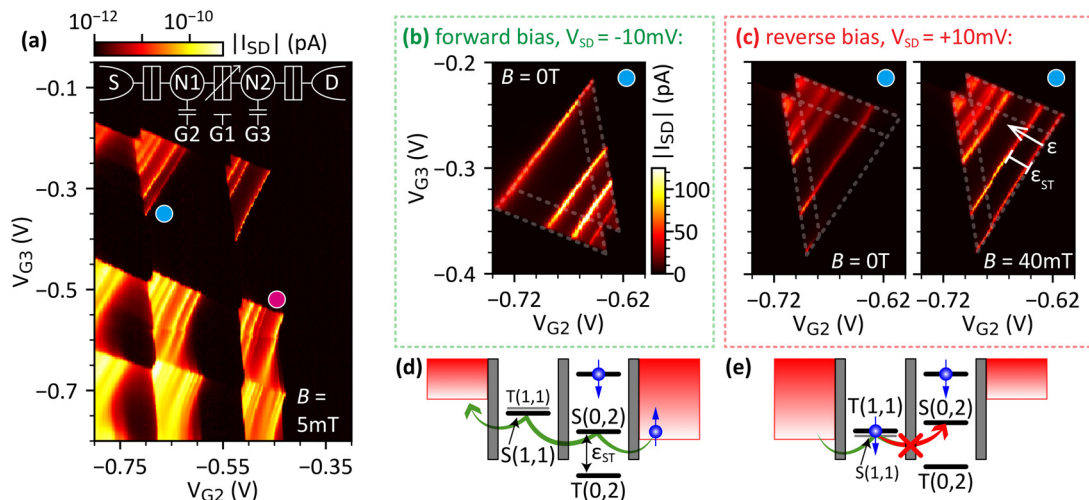 (a)
10⁻¹²
10⁻¹⁰
|I_SD| (pA)
S
N1
N2
D
G2
G1
G3
−0.1
−0.3
−0.5
−0.7
V_G3 (V)
B =
5mT
−0.75
−0.55
−0.35
V_G2 (V)
(b) forward bias, V_SD = -10mV:
B = 0T
−0.2
−0.3
−0.4
V_G3 (V)
|I_SD| (pA)
100
50
0
−0.72
−0.62
V_G2 (V)
(c) reverse bias, V_SD = +10mV:
B = 0T
−0.72
−0.62
V_G2 (V)
ε
ε_ST
B = 40mT
−0.72
−0.62
V_G2 (V)
(d)
T(1,1)
S(1,1)
S(0,2)
ε_ST
T(0,2)
(e)
T(1,1)
S(1,1)
S(0,2)
T(0,2)